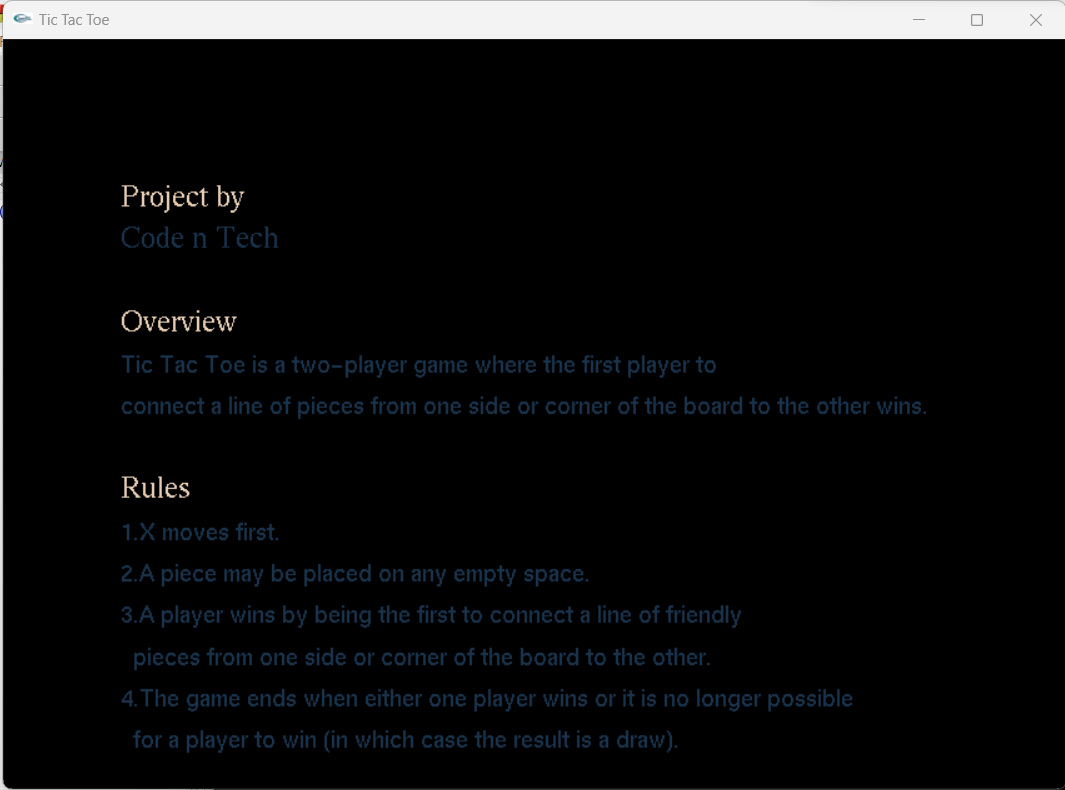 Tic Tac Toe
Project by
Code n Tech
Overview
Tic Tac Toe is a two-player game where the first player to
connect a line of pieces from one side or corner of the board to the other wins.
Rules
1.X moves first.
2.A piece may be placed on any empty space.
3.A player wins by being the first to connect a line of friendly
pieces from one side or corner of the board to the other.
4.The game ends when either one player wins or it is no longer possible
for a player to win (in which case the result is a draw).